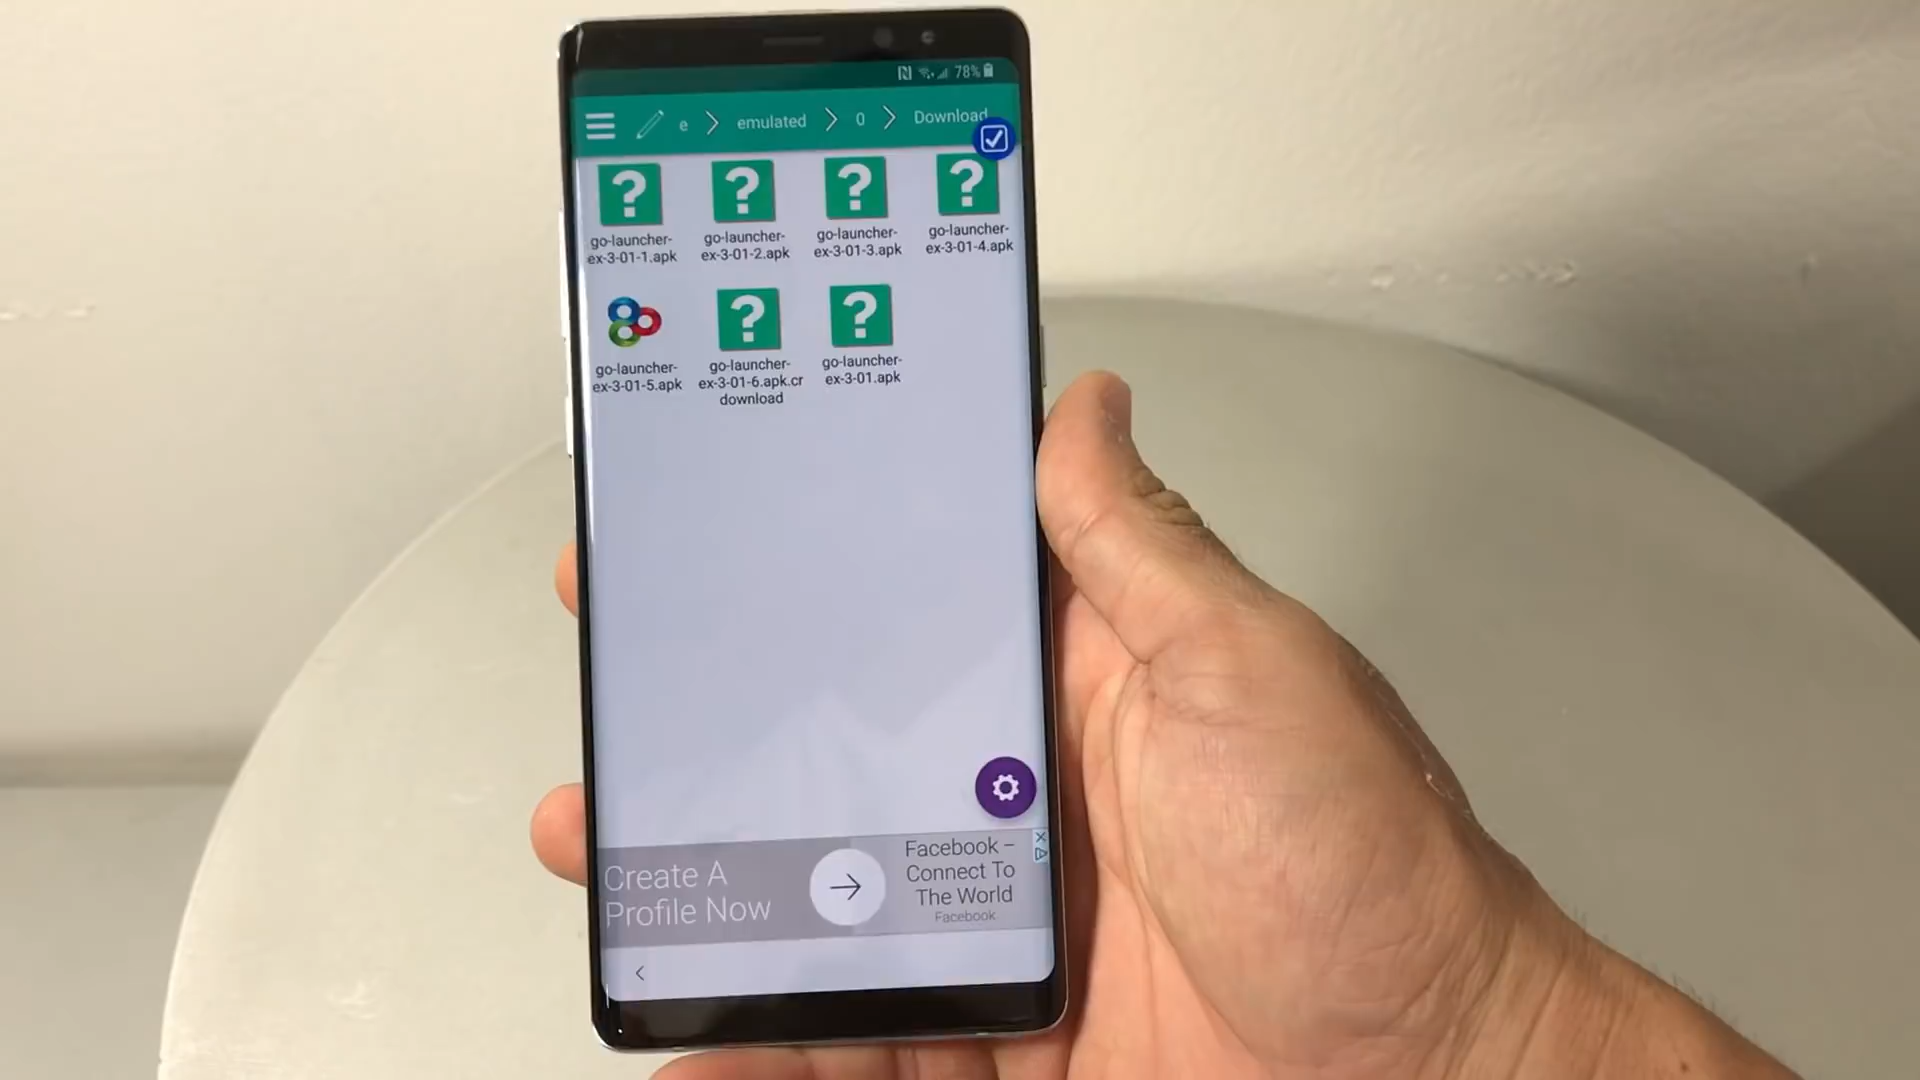 78%
e > emulated > 0 > Download
go-launcher-
ex-3-01-1.apk
go-launcher-
ex-3-01-2.apk
go-launcher-
ex-3-01-3.apk
go-launcher-
ex-3-01-4.apk
go-launcher-
ex-3-01-5.apk
go-launcher-
ex-3-01-6.apk.cr
download
go-launcher-
ex-3-01.apk
Create A
Profile Now
Facebook –
Connect To
The World
Facebook